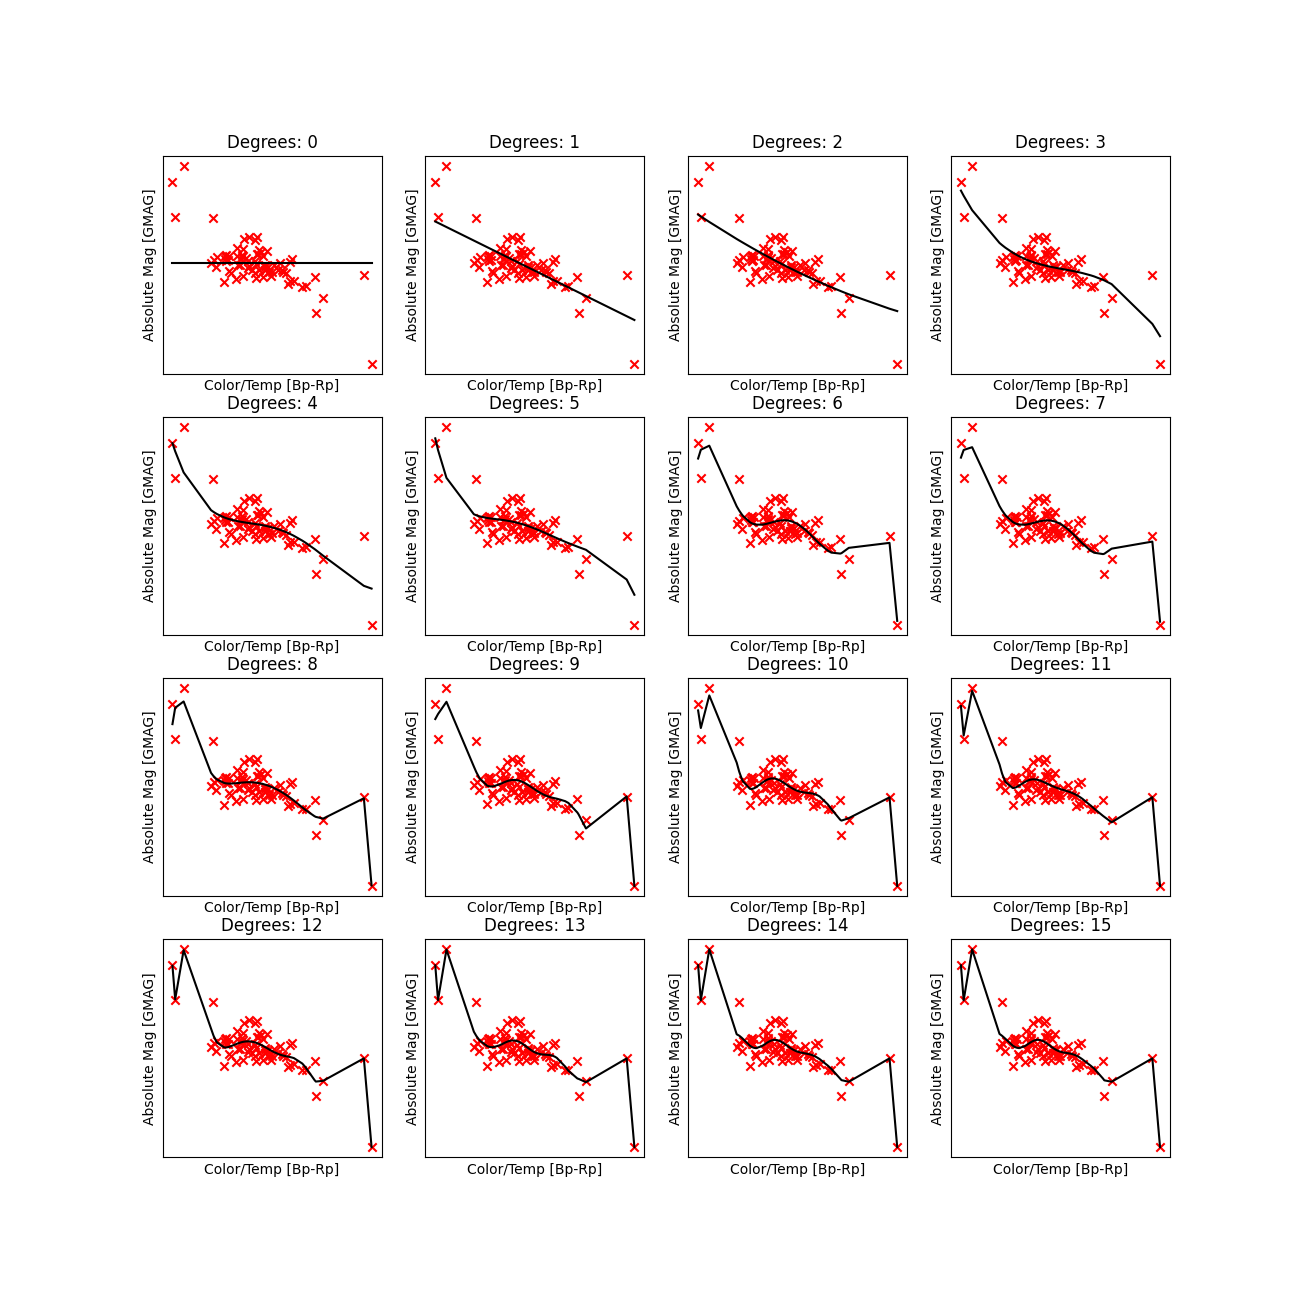 Degrees: 0
Absolute Mag [GMAG]
Color/Temp [Bp-Rp]
Degrees: 1
Absolute Mag [GMAG]
Color/Temp [Bp-Rp]
Degrees: 2
Absolute Mag [GMAG]
Color/Temp [Bp-Rp]
Degrees: 3
Absolute Mag [GMAG]
Color/Temp [Bp-Rp]
Degrees: 4
Absolute Mag [GMAG]
Color/Temp [Bp-Rp]
Degrees: 5
Absolute Mag [GMAG]
Color/Temp [Bp-Rp]
Degrees: 6
Absolute Mag [GMAG]
Color/Temp [Bp-Rp]
Degrees: 7
Absolute Mag [GMAG]
Color/Temp [Bp-Rp]
Degrees: 8
Absolute Mag [GMAG]
Color/Temp [Bp-Rp]
Degrees: 9
Absolute Mag [GMAG]
Color/Temp [Bp-Rp]
Degrees: 10
Absolute Mag [GMAG]
Color/Temp [Bp-Rp]
Degrees: 11
Absolute Mag [GMAG]
Color/Temp [Bp-Rp]
Degrees: 12
Absolute Mag [GMAG]
Color/Temp [Bp-Rp]
Degrees: 13
Absolute Mag [GMAG]
Color/Temp [Bp-Rp]
Degrees: 14
Absolute Mag [GMAG]
Color/Temp [Bp-Rp]
Degrees: 15
Absolute Mag [GMAG]
Color/Temp [Bp-Rp]